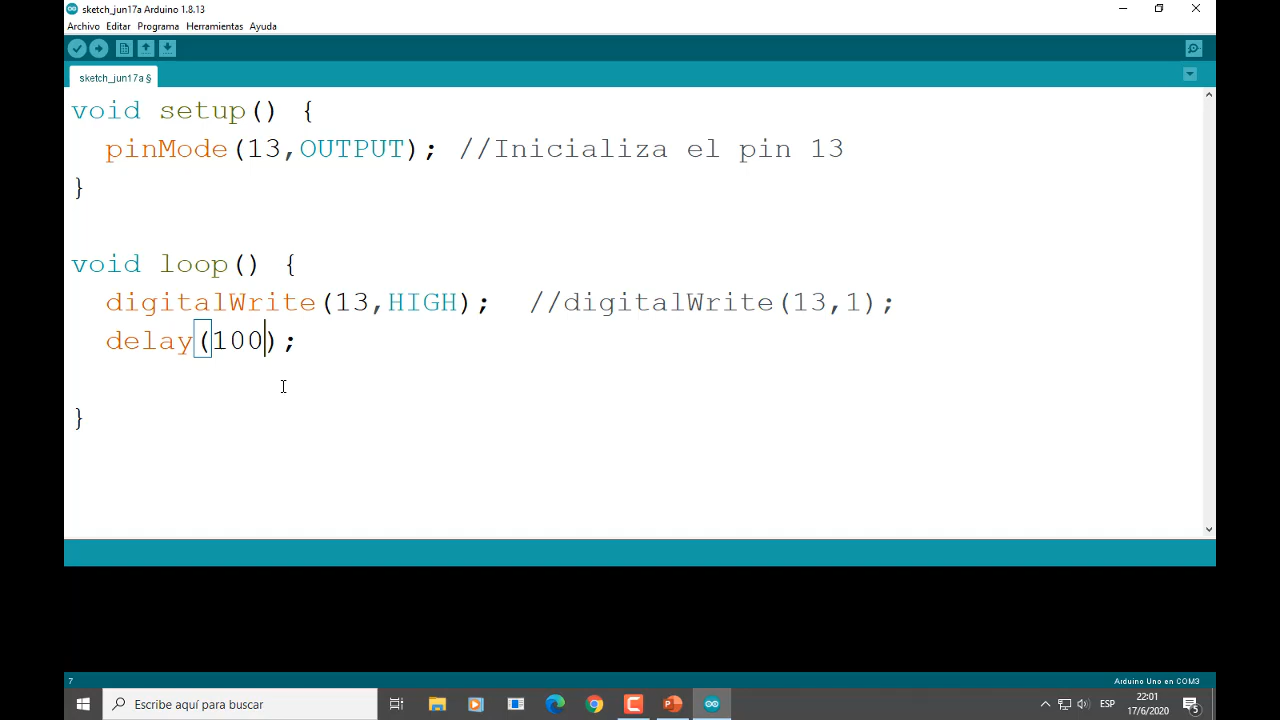 sketch_jun17a Arduino 1.8.13
Archivo Editar Programa Herramientas Ayuda
sketch_jun17a §
void setup() {
pinMode(13,OUTPUT); //Inicializa el pin 13
}
void loop() {
digitalWrite(13,HIGH); //digitalWrite(13,1);
delay(100);
}
7
Arduino Uno en COM3
Escribe aquí para buscar
ESP
22:01
17/6/2020
5